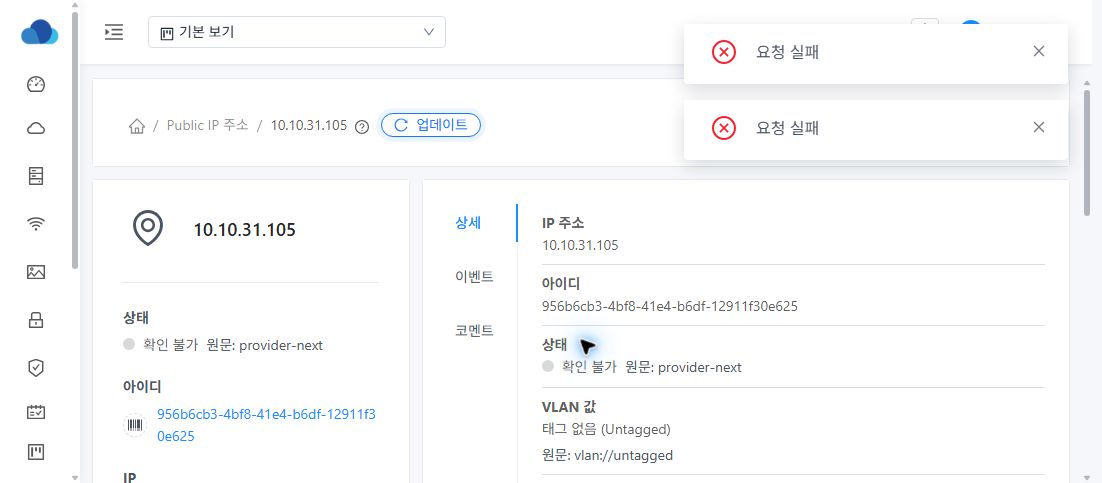 기본 보기
요청 실패
요청 실패
/ Public IP 주소 / 10.10.31.105 업데이트
10.10.31.105
상태
확인 불가 원문: provider-next
아이디
956b6cb3-4bf8-41e4-b6df-12911f3
0e625
IP
상세
이벤트
코멘트
IP 주소
10.10.31.105
아이디
956b6cb3-4bf8-41e4-b6df-12911f30e625
상태
확인 불가 원문: provider-next
VLAN 값
태그 없음 (Untagged)
원문: vlan://untagged